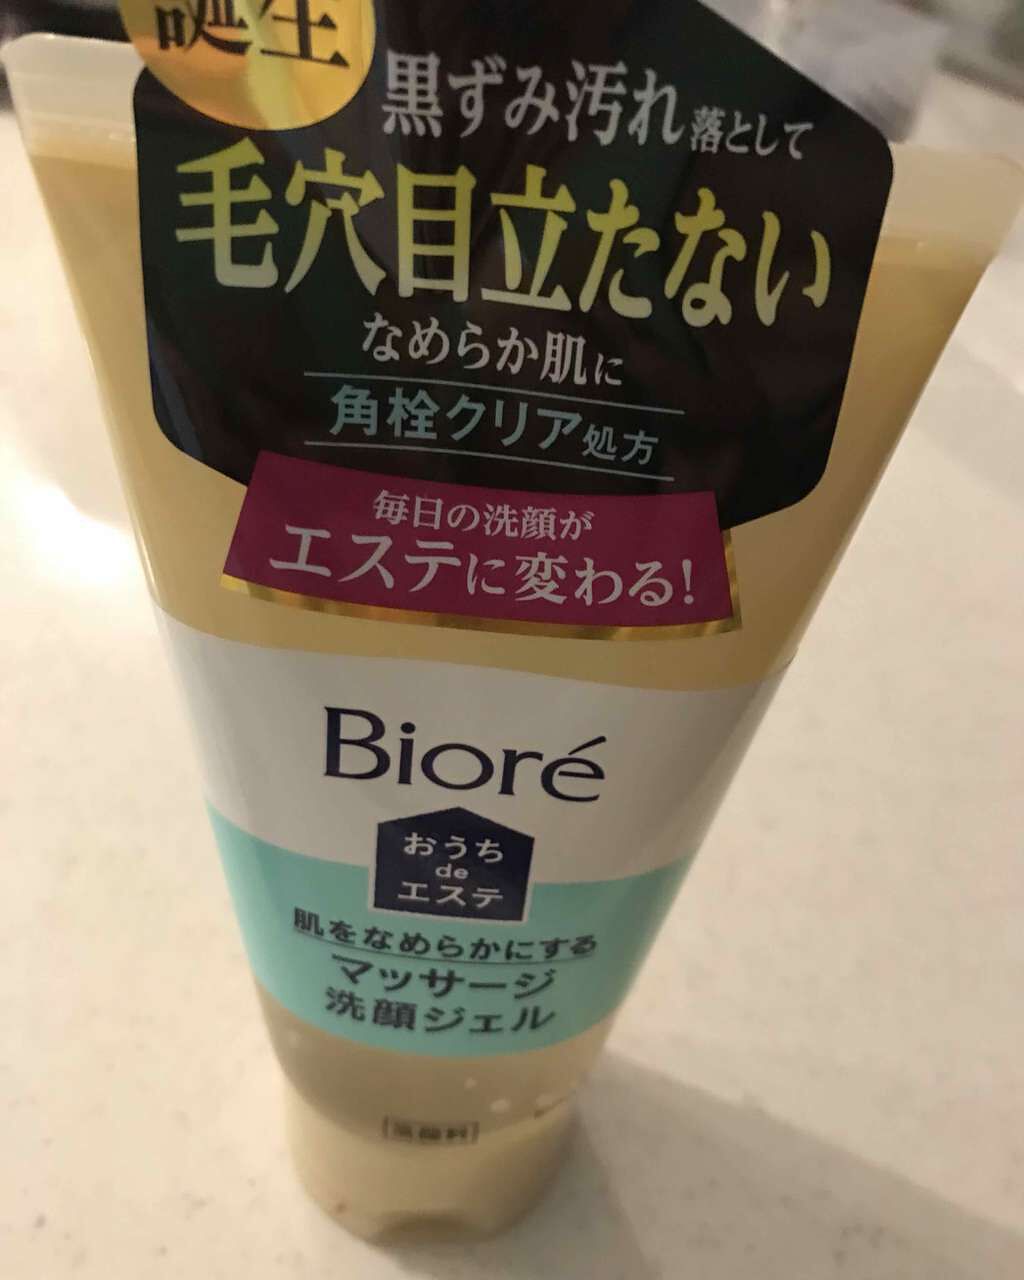 誕生
黒ずみ汚れ落として
毛穴目立たない
なめらか肌に
角栓クリア処方
毎日の洗顔が
エステに変わる!
Bioré
おうち
de
エステ
肌をなめらかにする
マッサージ
洗顔ジェル